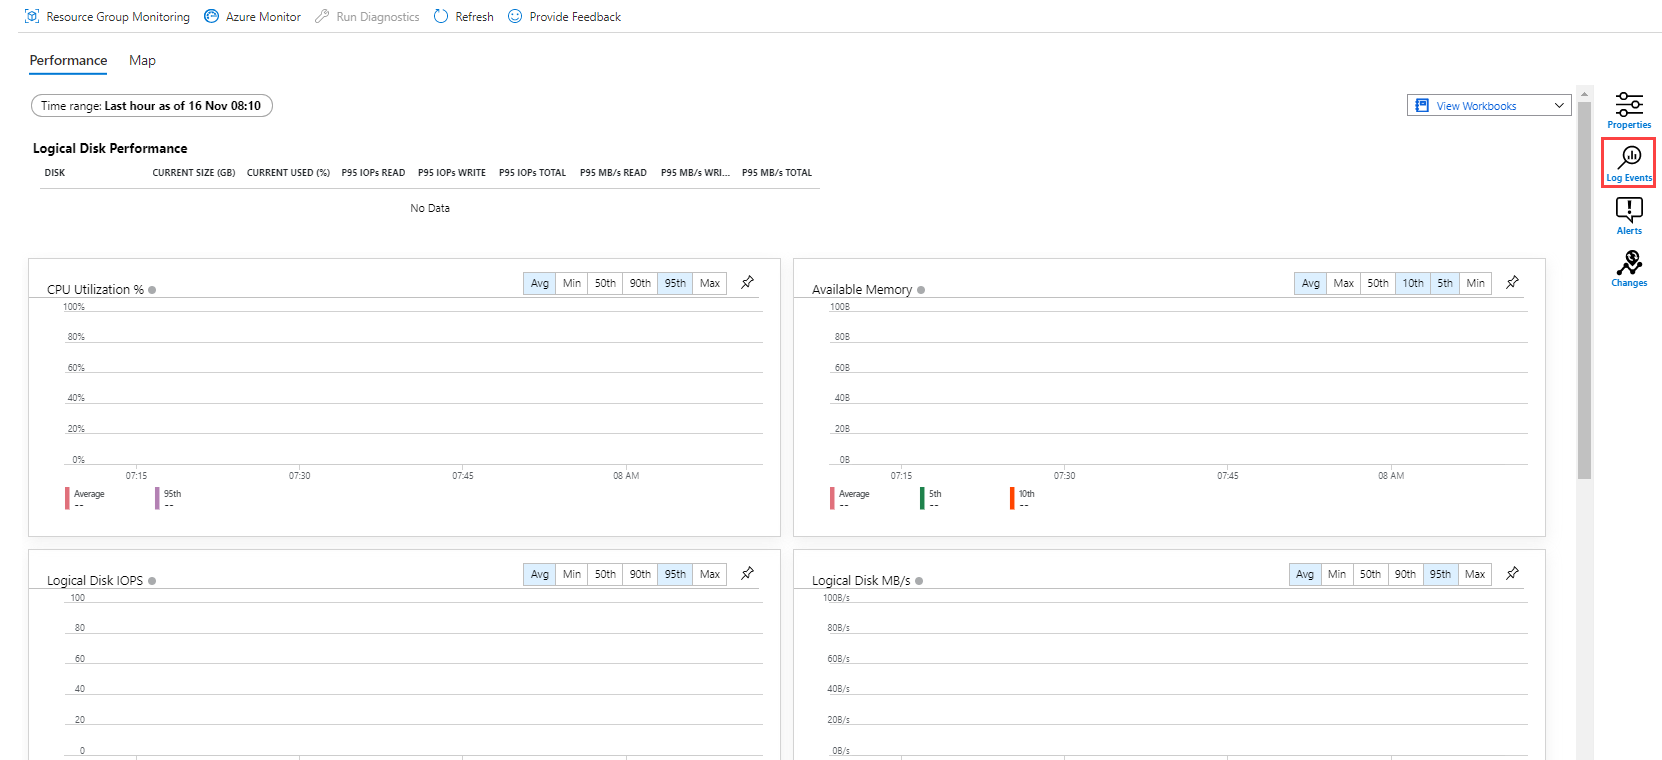 Resource Group Monitoring Azure Monitor Run Diagnostics Refresh Provide Feedback
Performance Map
Time range: Last hour as of 16 Nov 08:10
View Workbooks
Properties
Log Events
Alerts
Changes
Logical Disk Performance
DISK CURRENT SIZE (GB) CURRENT USED (%) P95 IOPs READ P95 IOPs WRITE P95 IOPs TOTAL P95 MB/s READ P95 MB/s WRI... P95 MB/s TOTAL
No Data
CPU Utilization %
Avg Min 50th 90th 95th Max
100%
80%
60%
40%
20%
0%
07:15 07:30 07:45 08 AM
Average 95th
-- --
Available Memory
Avg Max 50th 10th 5th Min
100B
80B
60B
40B
20B
0B
07:15 07:30 07:45 08 AM
Average 5th 10th
-- -- --
Logical Disk IOPS
Avg Min 50th 90th 95th Max
100
80
60
40
20
0
Logical Disk MB/s
Avg Min 50th 90th 95th Max
100B/s
80B/s
60B/s
40B/s
20B/s
0B/s